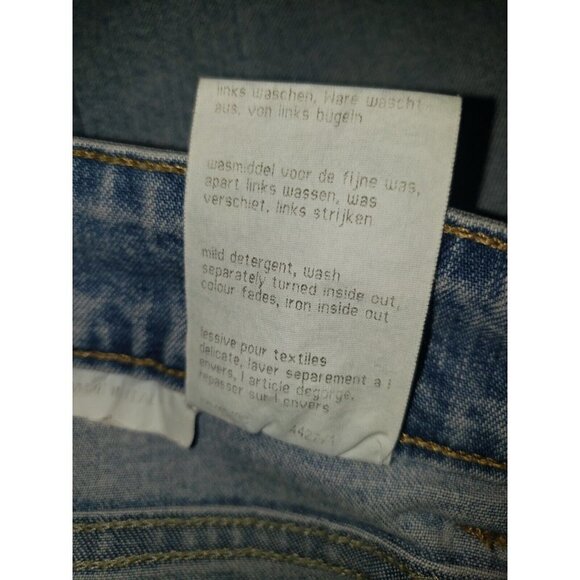 links waschen, Ware wäscht
aus, von links bügeln
wasmiddel voor de fijne was,
apart links wassen, was
verschiet, links strijken
mild detergent, wash
separately turned inside out,
colour fades, iron inside out
lessive pour textiles
delicate, laver separement a l
envers, l article degorge,
repasser sur l envers